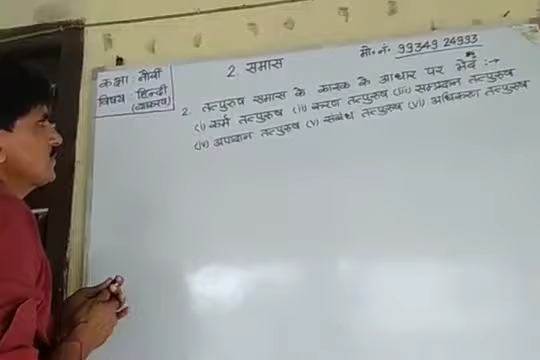 कक्षा : नौवीं
विषय : हिन्दी
(व्याकरण)
2. समास
मो॰ नं॰ 99349 24993
2. तत्पुरुष समास के कारक के आधार पर भेद :→
(i) कर्म तत्पुरुष (ii) करण तत्पुरुष (iii) सम्प्रदान तत्पुरुष
(iv) अपादान तत्पुरुष (v) संबंध तत्पुरुष (vi) अधिकरण तत्पुरुष